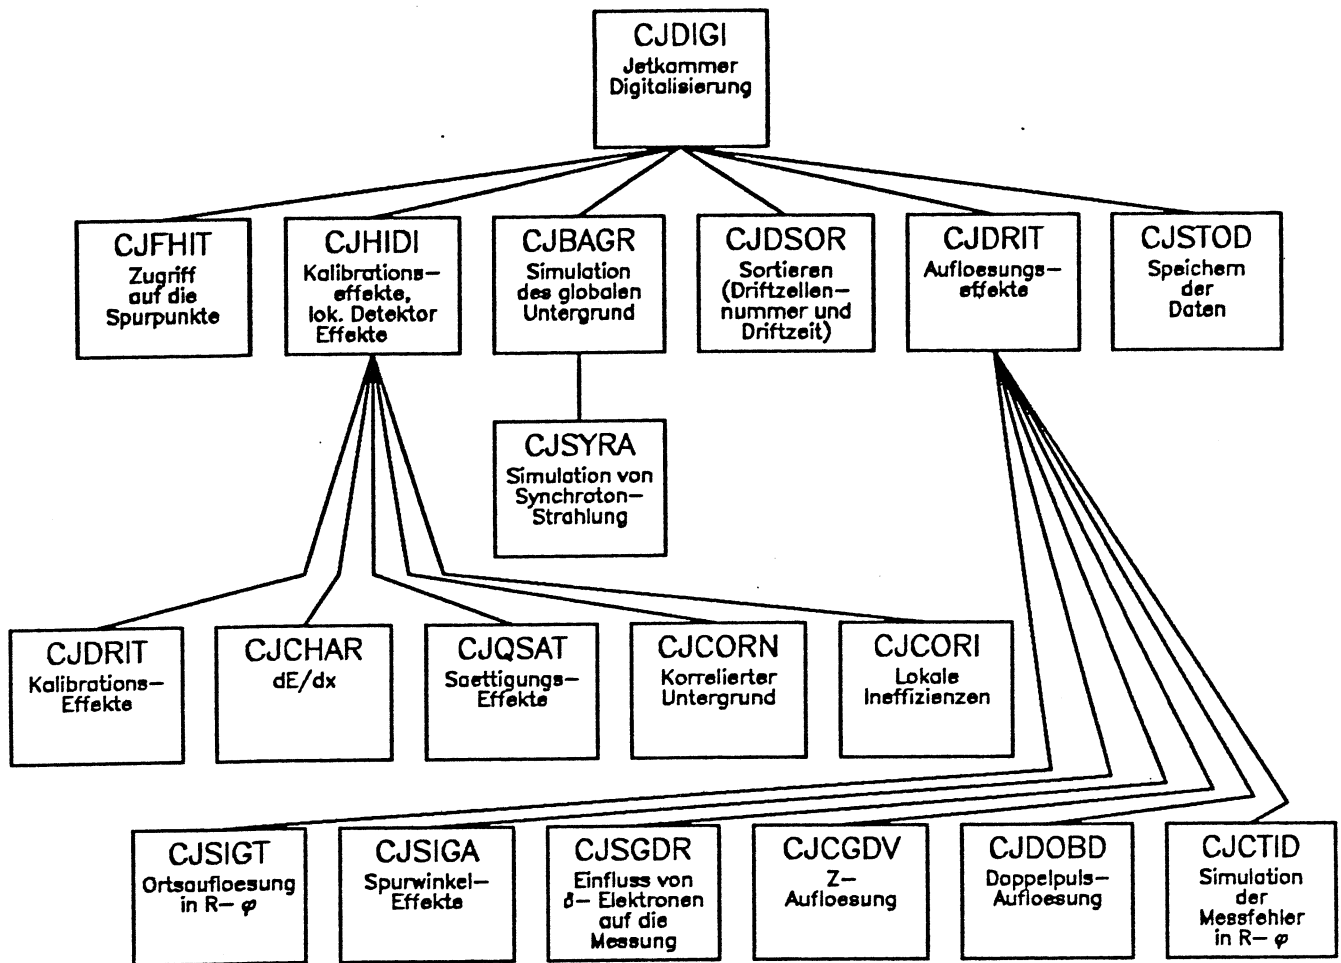 CJDIGI
Jetkammer
Digitalisierung
CJFHIT
Zugriff
auf die
Spurpunkte
CJHIDI
Kalibrations–
effekte,
lok. Detektor
Effekte
CJBAGR
Simulation
des globalen
Untergrund
CJDSOR
Sortieren
(Driftzellen–
nummer und
Driftzeit)
CJDRIT
Aufloesungs–
effekte
CJSTOD
Speichern
der
Daten
CJSYRA
Simulation von
Synchroton–
Strahlung
CJDRIT
Kalibrations–
Effekte
CJCHAR
dE/dx
CJQSAT
Saettigungs–
Effekte
CJCORN
Korrelierter
Untergrund
CJCORI
Lokale
Ineffizienzen
CJSIGT
Ortsaufloesung
in R– φ
CJSIGA
Spurwinkel–
Effekte
CJSGDR
Einfluss von
δ– Elektronen
auf die
Messung
CJCGDV
Z–
Aufloesung
CJDOBD
Doppelpuls–
Aufloesung
CJCTID
Simulation
der
Messfehler
in R– φ